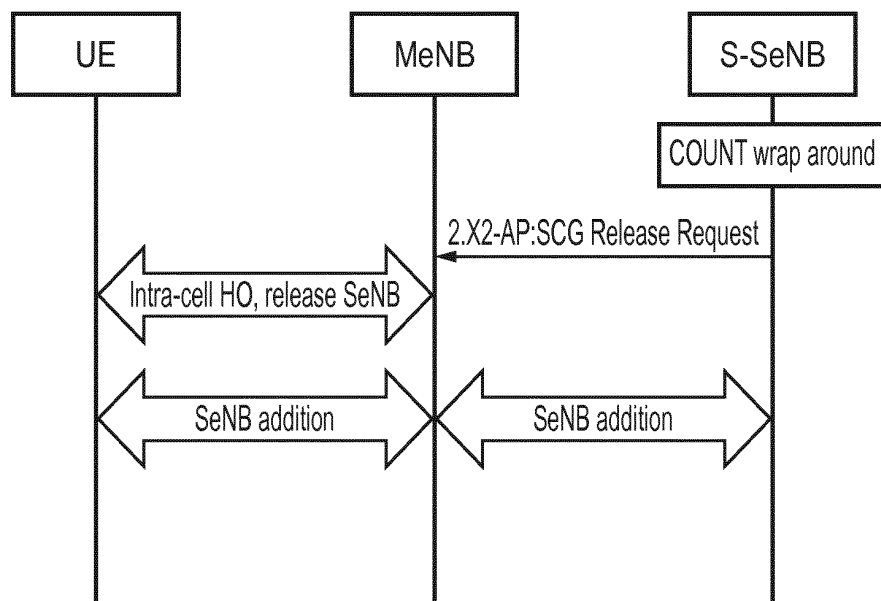 UE
MeNB
S-SeNB
COUNT wrap around
2.X2-AP:SCG Release Request
Intra-cell HO, release SeNB
SeNB addition
SeNB addition